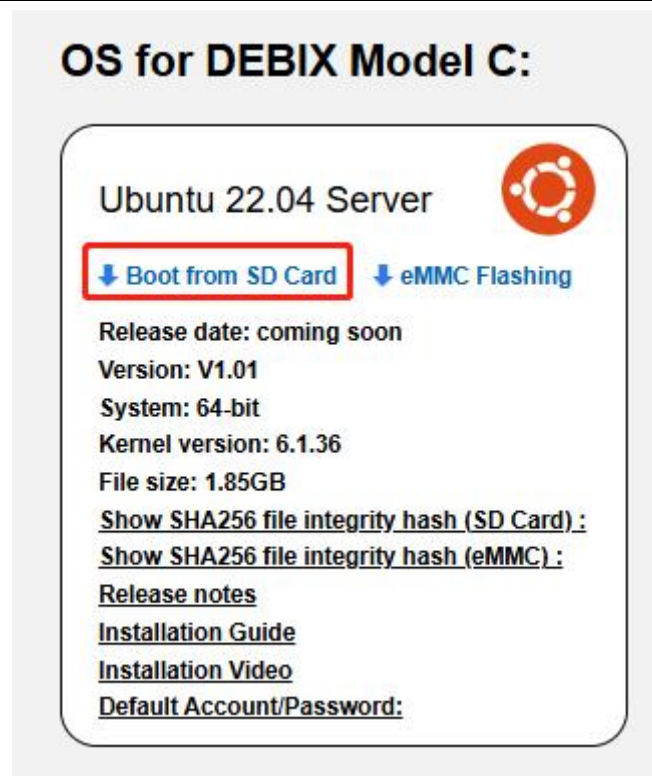 OS for DEBIX Model C:
Ubuntu 22.04 Server
Boot from SD Card eMMC Flashing
Release date: coming soon
Version: V1.01
System: 64-bit
Kernel version: 6.1.36
File size: 1.85GB
Show SHA256 file integrity hash (SD Card) :
Show SHA256 file integrity hash (eMMC) :
Release notes
Installation Guide
Installation Video
Default Account/Password: